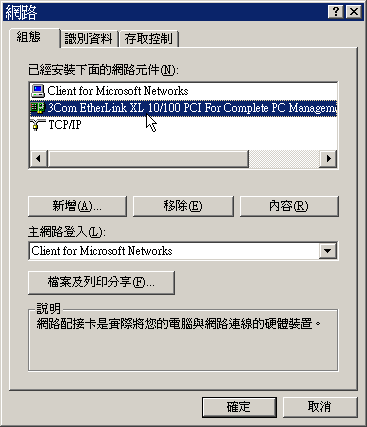 網路
組態 識別資料 存取控制
已經安裝下面的網路元件(N):
Client for Microsoft Networks
3Com EtherLink XL 10/100 PCI For Complete PC Managem
TCP/IP
新增(A)... 移除(E) 內容(R)
主網路登入(L):
Client for Microsoft Networks
檔案及列印分享(F)...
說明
網路配接卡是實際將您的電腦與網路連線的硬體裝置。
確定 取消